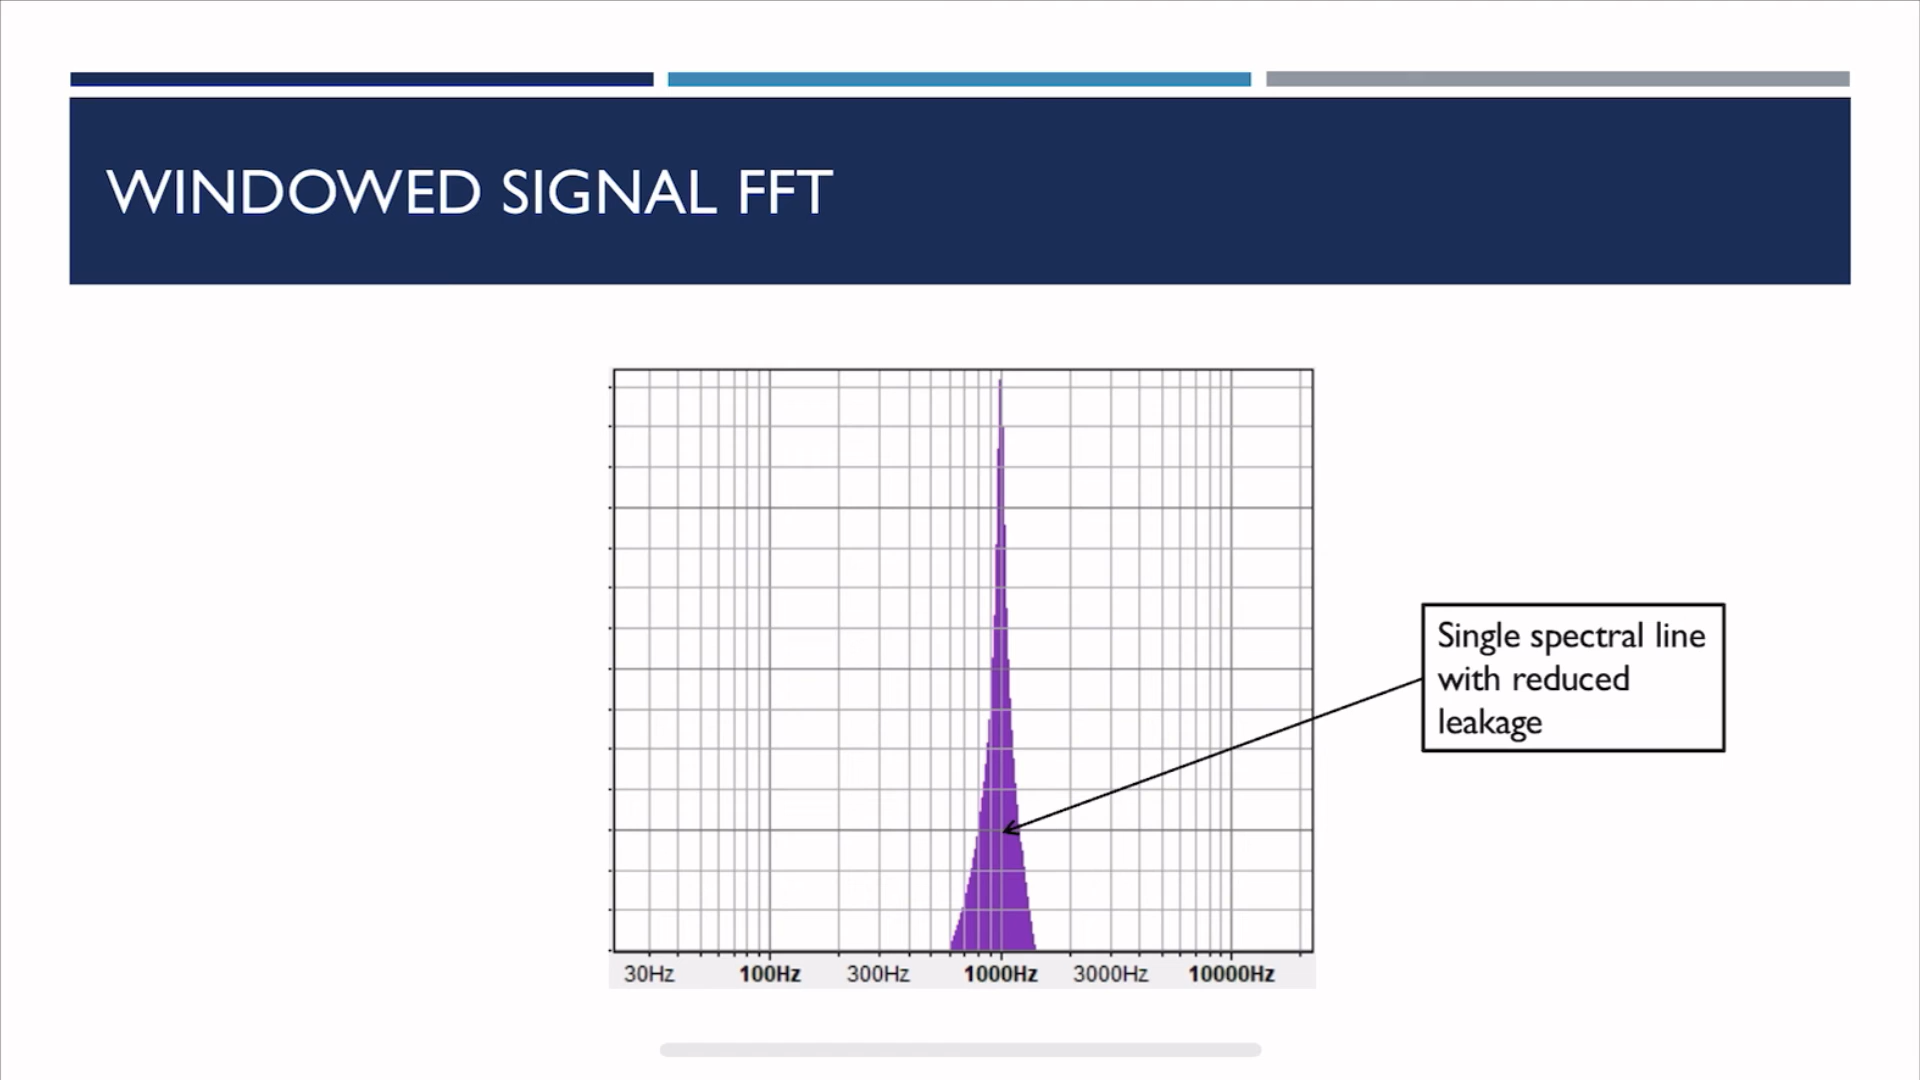 WINDOWED SIGNAL FFT
Single spectral line
with reduced
leakage
30Hz 100Hz 300Hz 1000Hz 3000Hz 10000Hz